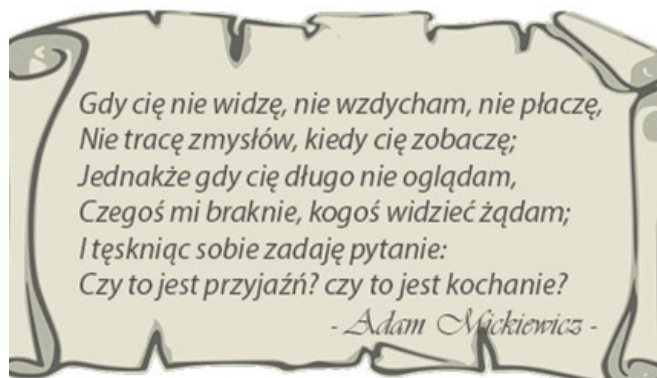 Gdy cię nie widzę, nie wzdycham, nie płaczę,
Nie tracę zmysłów, kiedy cię zobaczę;
Jednakże gdy cię długo nie oglądam,
Czegoś mi braknie, kogoś widzieć żądam;
I tęskniąc sobie zadaję pytanie:
Czy to jest przyjaźń? czy to jest kochanie?
- Adam Mickiewicz -